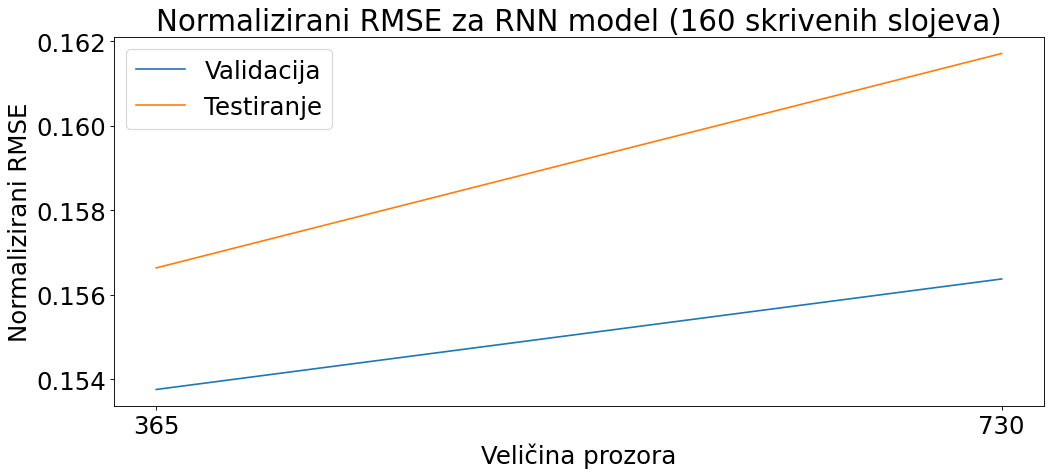 Normalizirani RMSE za RNN model (160 skrivenih slojeva)
0.162
0.160
0.158
0.156
0.154
Normalizirani RMSE
Validacija
Testiranje
365
730
Veličina prozora